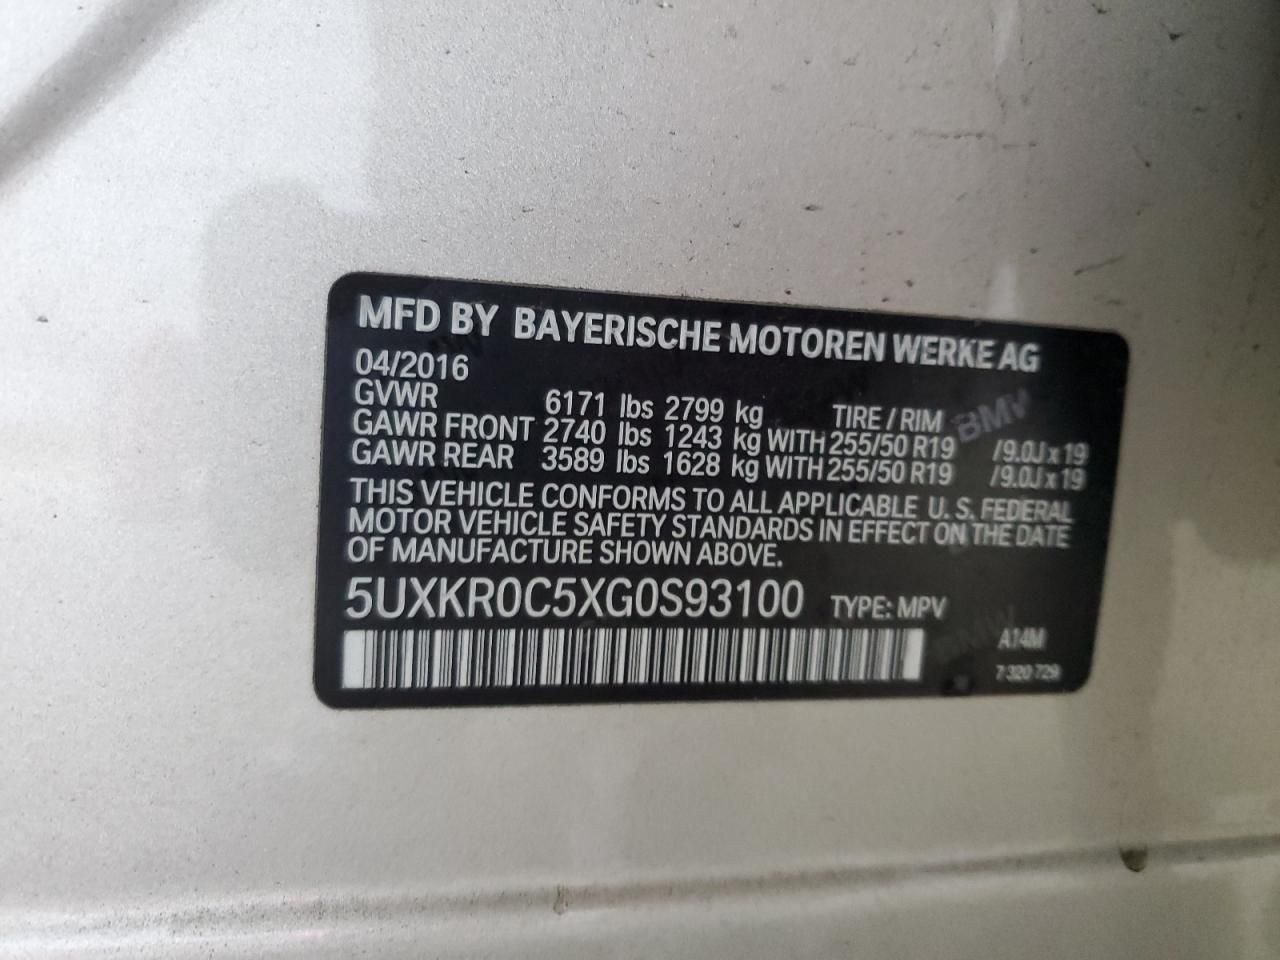 MFD BY BAYERISCHE MOTOREN WERKE AG
04/2016
GVWR 6171 lbs 2799 kg TIRE / RIM
GAWR FRONT 2740 lbs 1243 kg WITH 255/50 R19 /9.0J x 19
GAWR REAR 3589 lbs 1628 kg WITH 255/50 R19 /9.0J x 19
THIS VEHICLE CONFORMS TO ALL APPLICABLE U. S. FEDERAL
MOTOR VEHICLE SAFETY STANDARDS IN EFFECT ON THE DATE
OF MANUFACTURE SHOWN ABOVE.
5UXKR0C5XG0S93100 TYPE: MPV
A14M
7 320 729
BMW
BMW